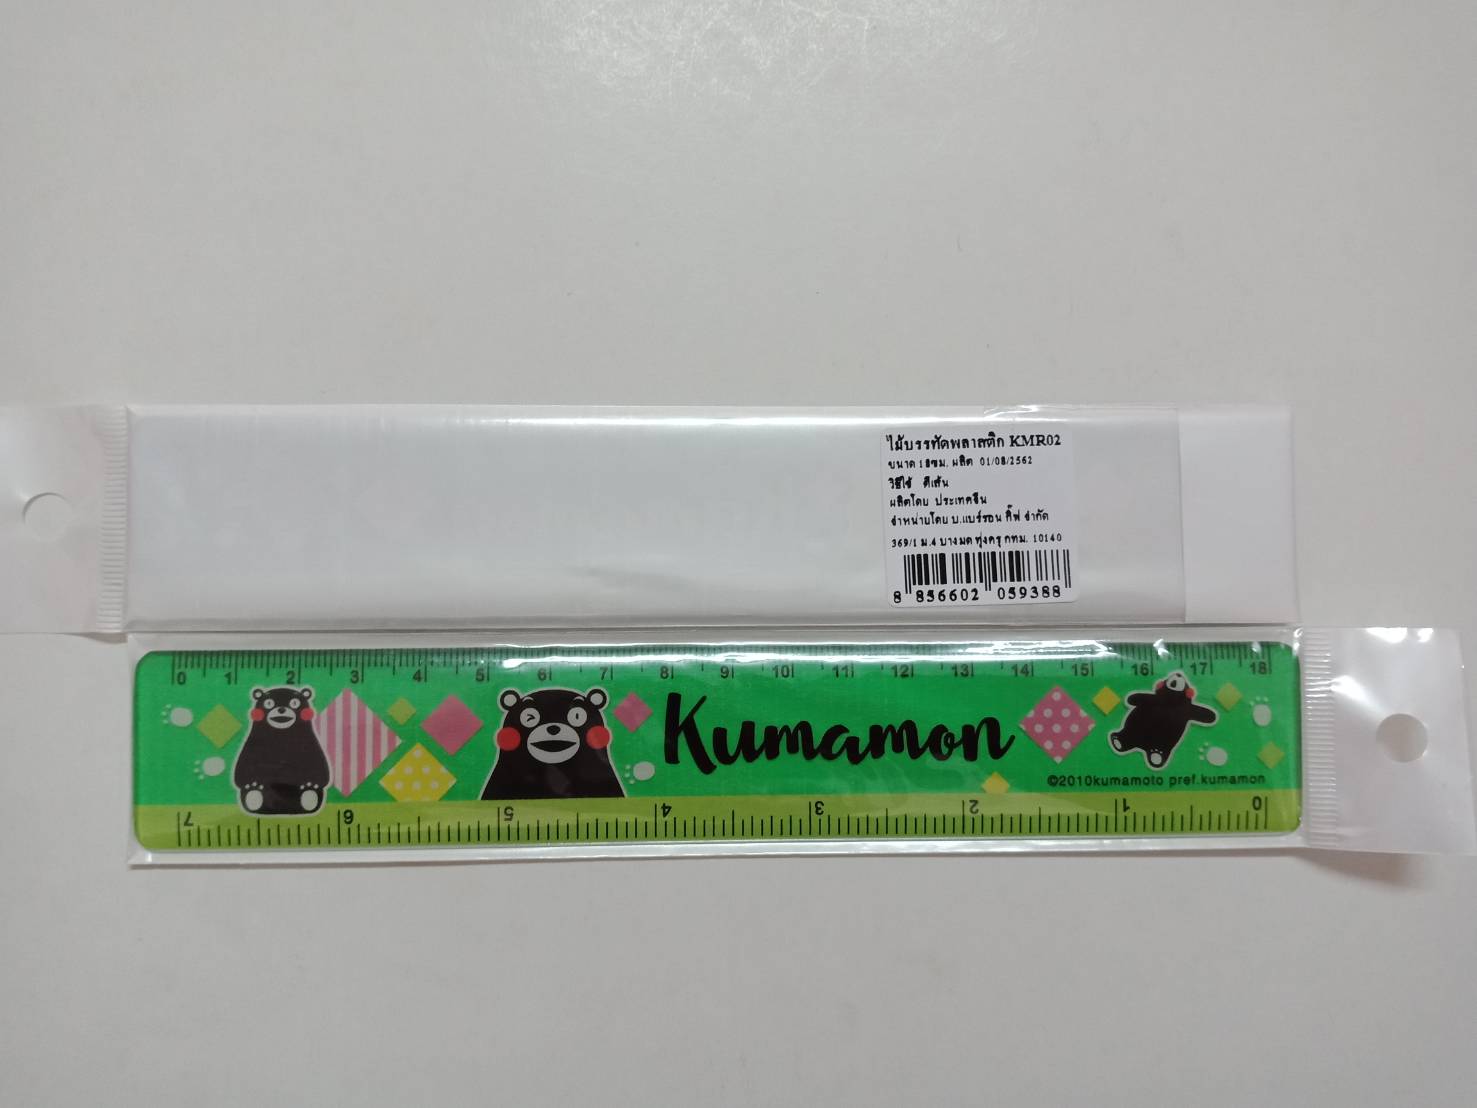 ไม้บรรทัดพลาสติก KMR02
ขนาด 18ซม. ผลิต 01/08/2562
วิธีใช้ ตีเส้น
ผลิตโดย ประเทศจีน
จำหน่ายโดย บ.แบร์รอน กิ๊ฟ จำกัด
369/1 ม.4 บางมด ทุ่งครุ กทม. 10140
8 856602 059388
0 1 2 3 4 5 6 7 8 9 10 11 12 13 14 15 16 17 18
Kumamon
©2010kumamoto pref.kumamon
7 6 5 4 3 2 1 0